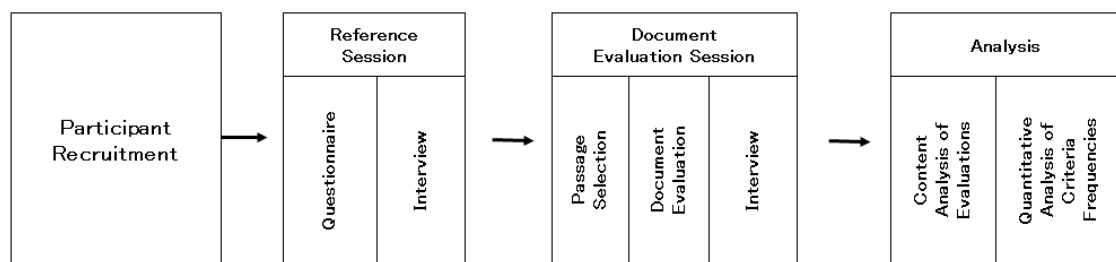 Participant
Recruitment
Reference
Session
Questionnaire
Interview
Document
Evaluation Session
Passage
Selection
Document
Evaluation
Interview
Analysis
Content
Analysis of
Evaluations
Quantitative
Analysis of
Criteria
Frequencies